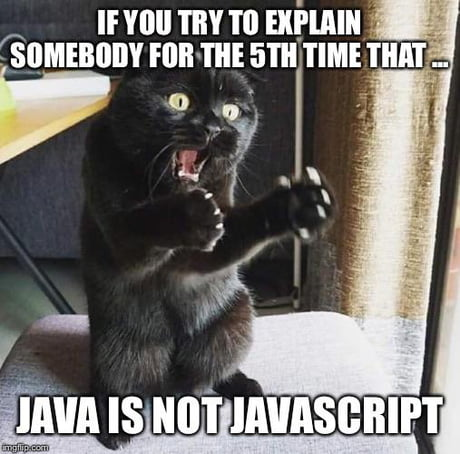 IF YOU TRY TO EXPLAIN
SOMEBODY FOR THE 5TH TIME THAT ...
JAVA IS NOT JAVASCRIPT
imgflip.com